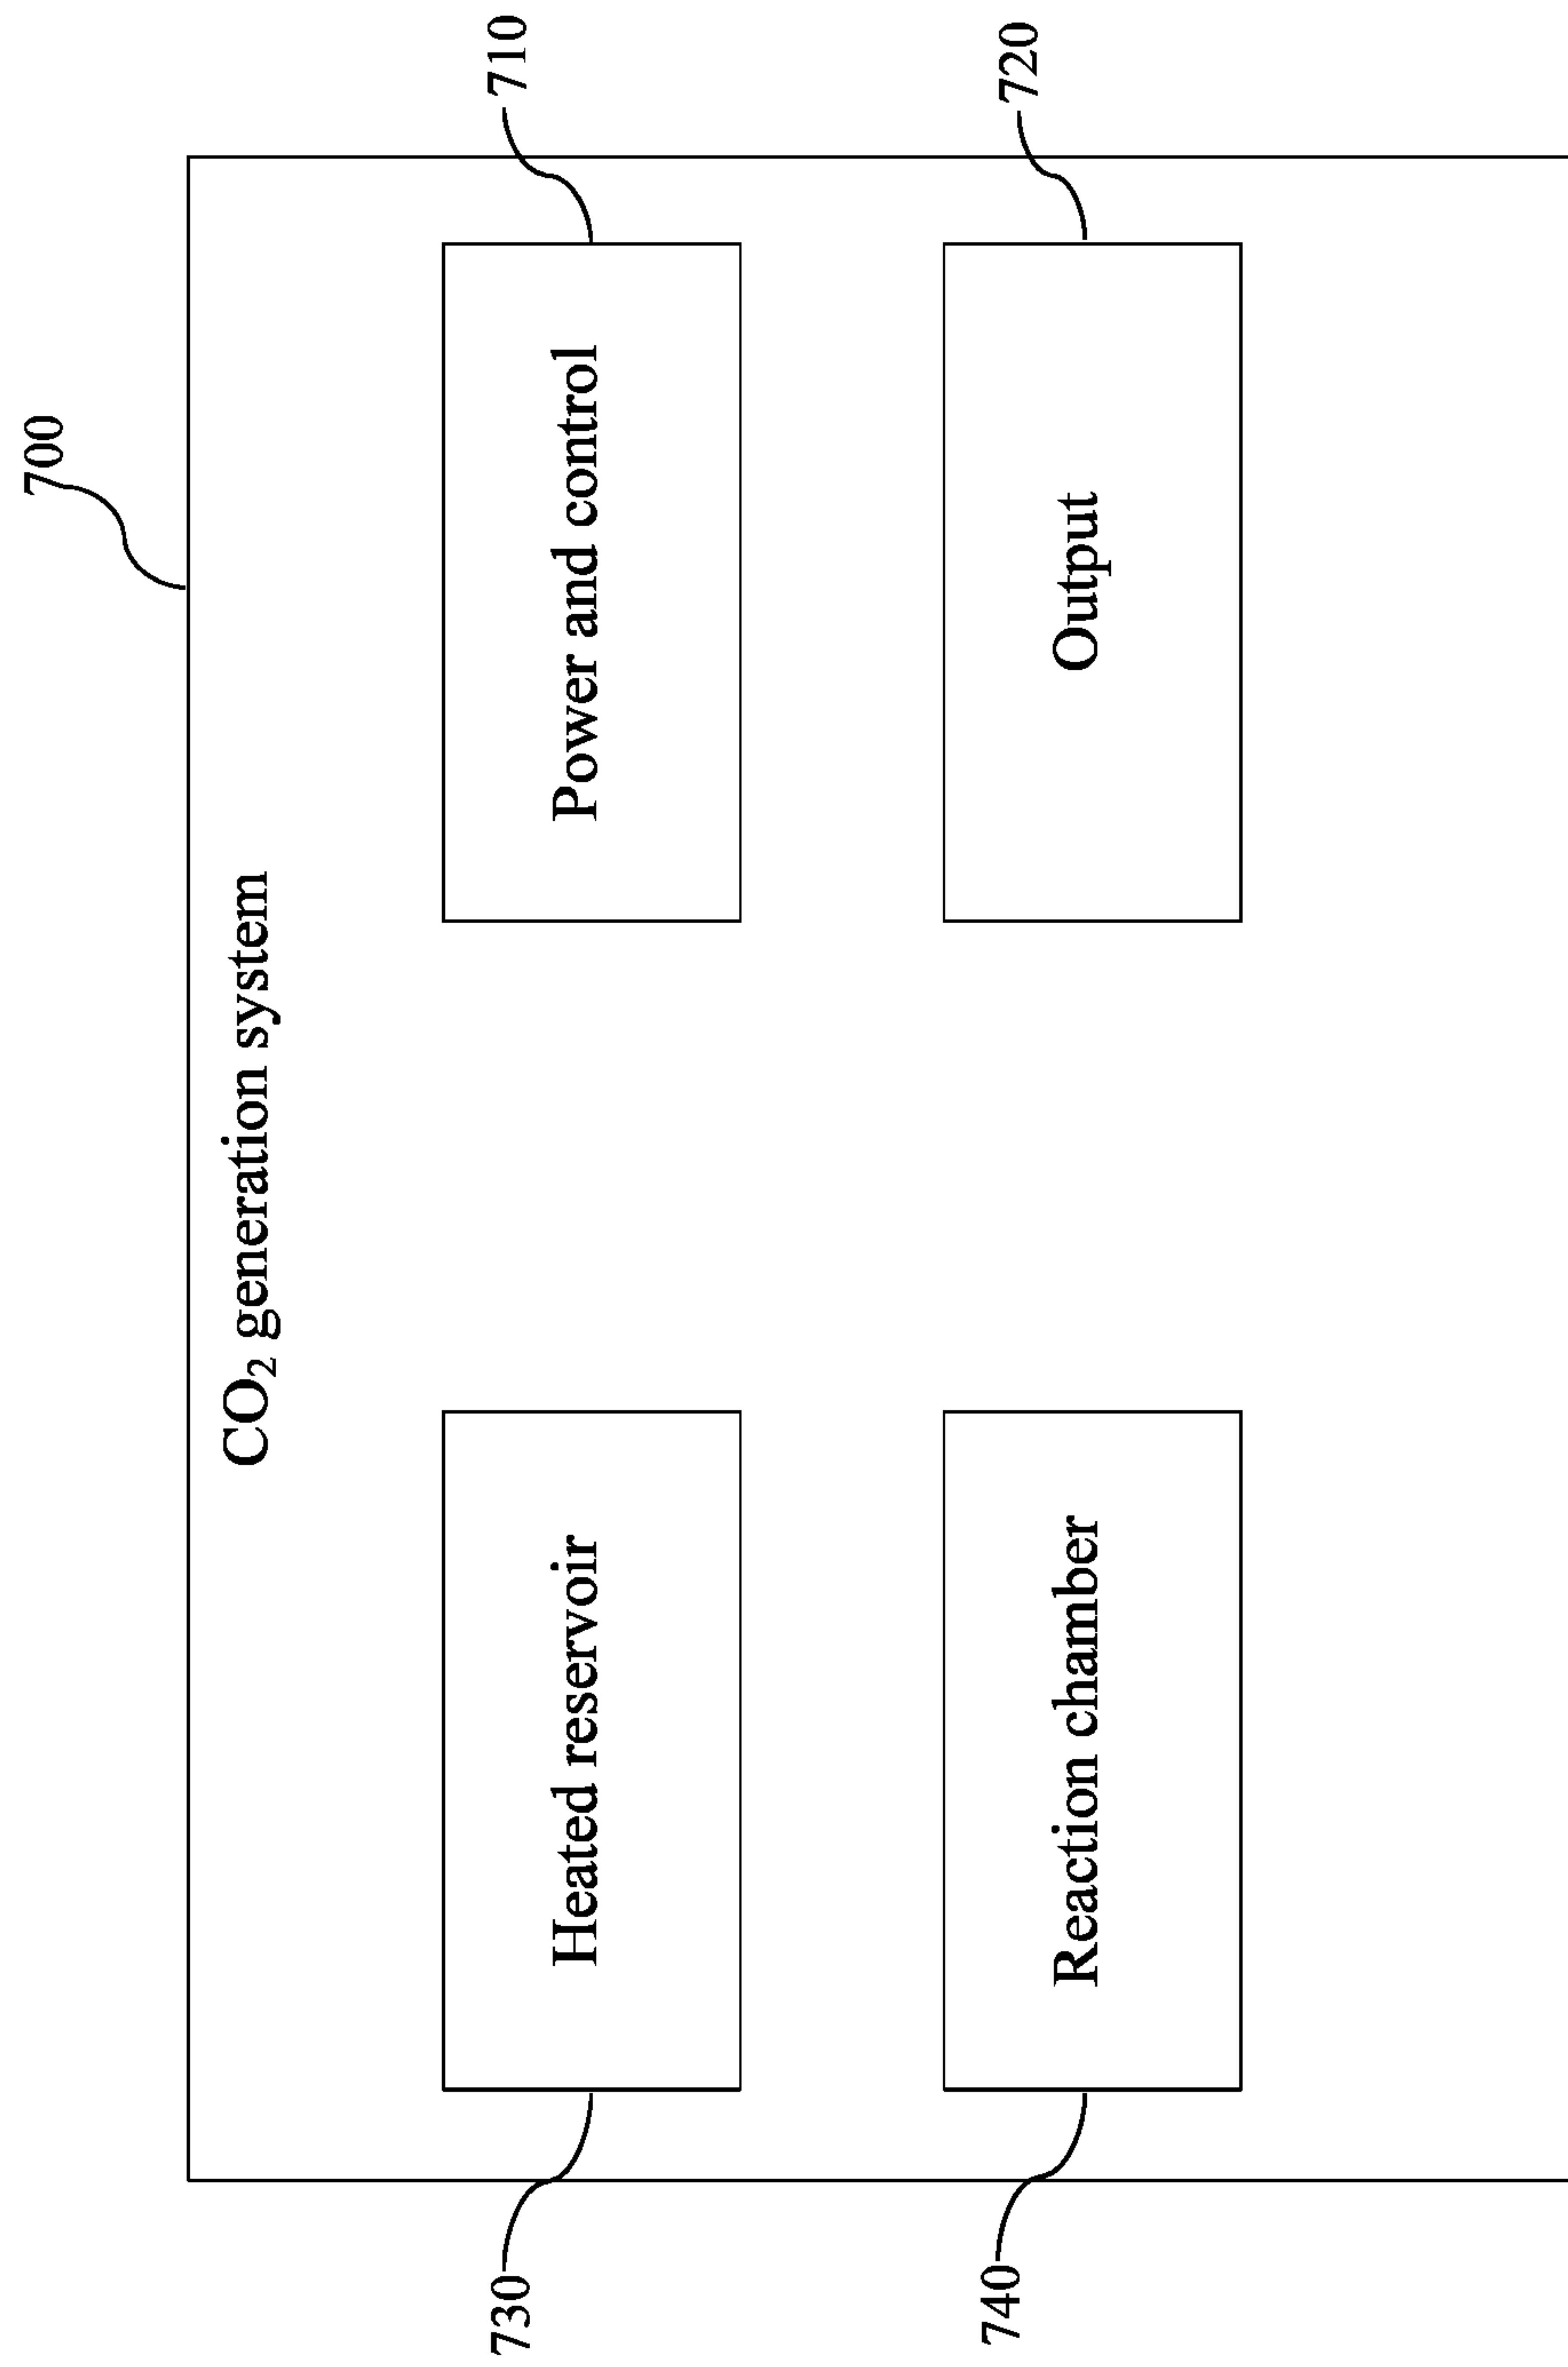 700
CO₂ generation system
730
Heated reservoir
Power and control
710
740
Reaction chamber
Output
720